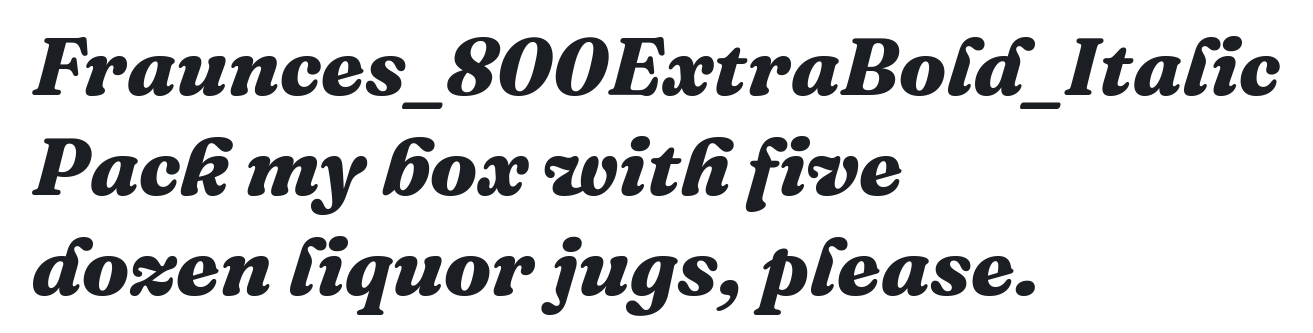 Fraunces_800ExtraBold_Italic
Pack my box with five
dozen liquor jugs, please.